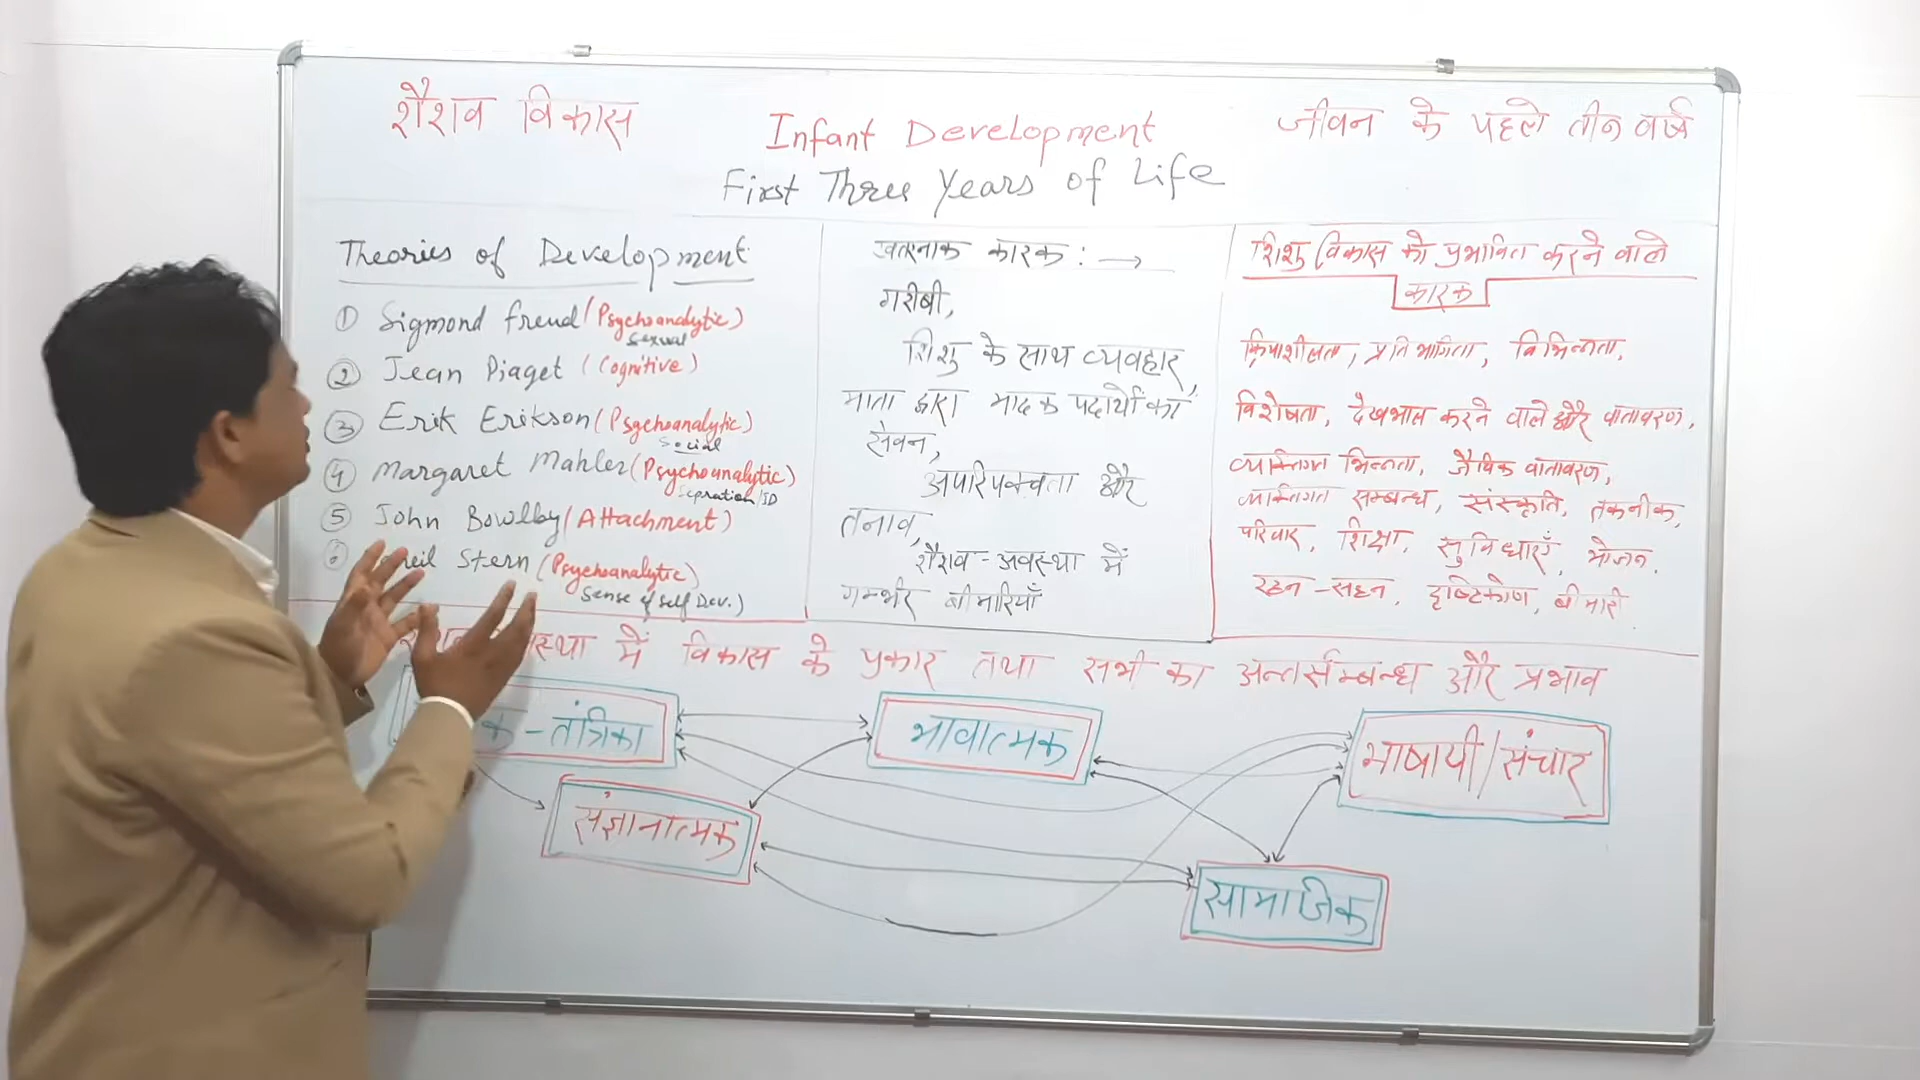 शैशव विकास
Infant Development
First Three Years of Life
जीवन के पहले तीन वर्ष
Theories of Development
① Sigmond freud (Psychoanalytic)
Sexual
② Jean Piaget (Cognitive)
③ Erik Erikson (Psychoanalytic)
Social
④ Margaret Mahler (Psychoanalytic)
Sepration/ID
⑤ John Bowlby (Attachment)
Stern (Psychoanalytic)
Sense of Self Dev.)
खतरनाक कारक : →
गरीबी,
शिशु के साथ व्यवहार,
माता द्वारा मादक पदार्थों का
सेवन,
अपरिपक्वता और
तनाव,
शैशव-अवस्था में
गम्भीर बीमारियाँ
शिशु विकास को प्रभावित करने वाले
कारक
क्रियाशीलता, प्रतिभागिता, विभिन्नता,
विशेषता, देखभाल करने वाले और वातावरण,
व्यक्तिगत भिन्नता, जैविक वातावरण,
व्यक्तिगत सम्बन्ध, संस्कृति, तकनीक,
परिवार, शिक्षा, सुविधाएँ, भोजन,
रहन-सहन, दृष्टिकोण, बीमारी
में विकास के प्रकार तथा सभी का अन्तर्सम्बन्ध और प्रभाव
-तंत्रिका
भावात्मक
भाषायी/संचार
संज्ञानात्मक
सामाजिक